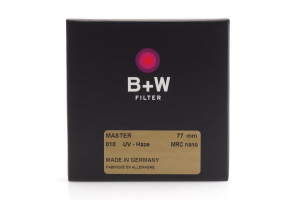 B+W
FILTER
MASTER 77 mm
010 UV - Haze MRC nano
MADE IN GERMANY
FABRIQUÉ EN ALLEMAGNE